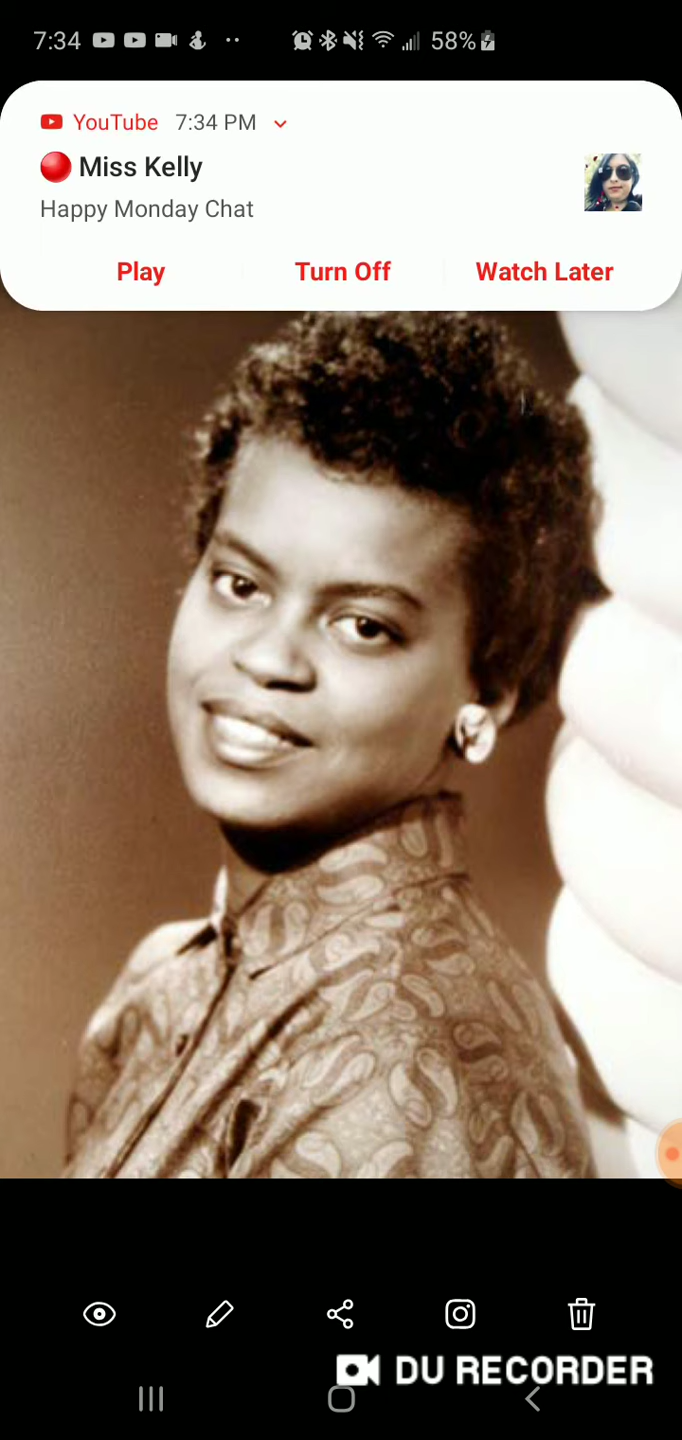 7:34
58%
YouTube 7:34 PM
Miss Kelly
Happy Monday Chat
Play Turn Off Watch Later
DU RECORDER